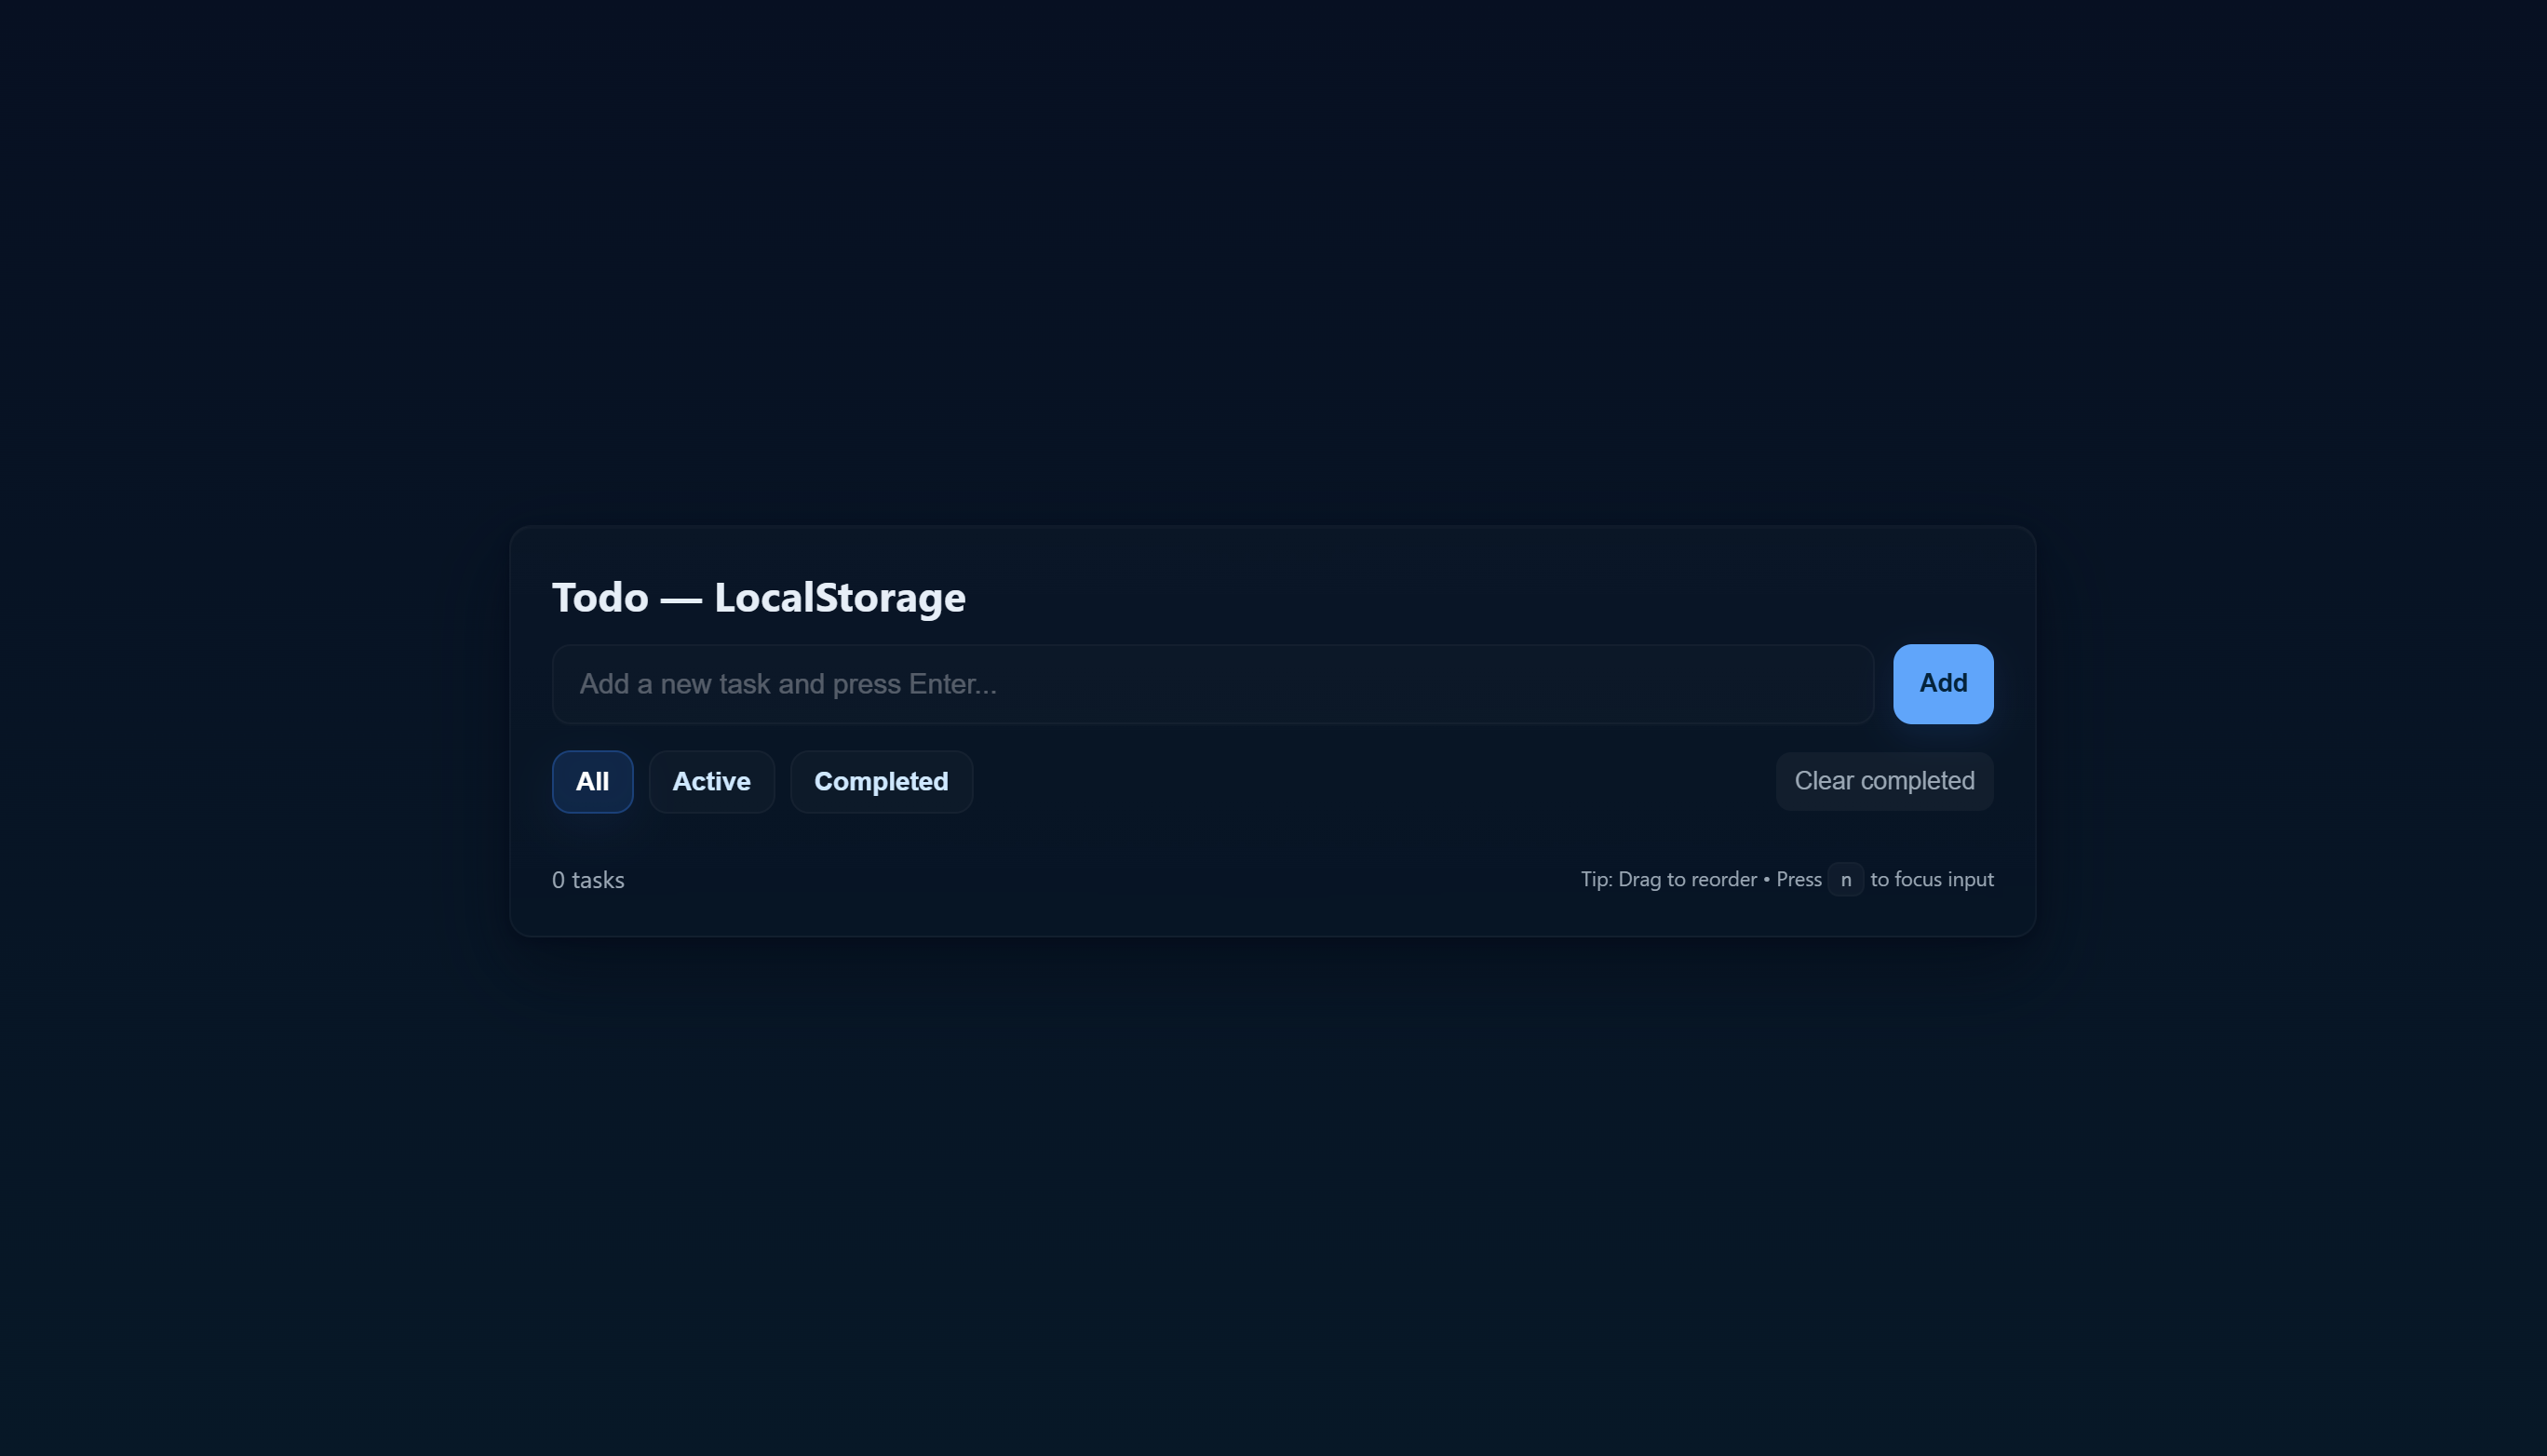 Todo — LocalStorage
Add a new task and press Enter...
Add
All
Active
Completed
Clear completed
0 tasks
Tip: Drag to reorder • Press n to focus input